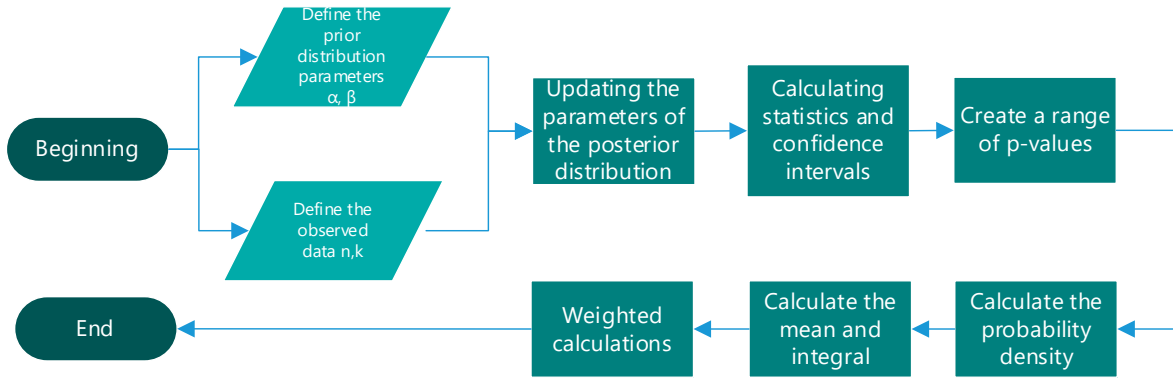 Beginning
Define the
prior
distribution
parameters
α, β
Define the
observed
data n,k
Updating the
parameters of
the posterior
distribution
Calculating
statistics and
confidence
intervals
Create a range
of p-values
Calculate the
probability
density
Calculate the
mean and
integral
Weighted
calculations
End